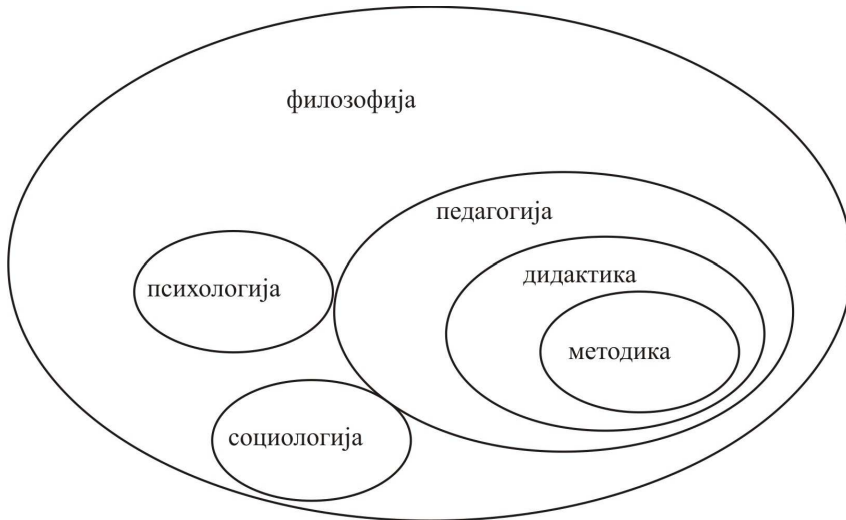 филозофија
педагогија
дидактика
психологија
методика
социологија